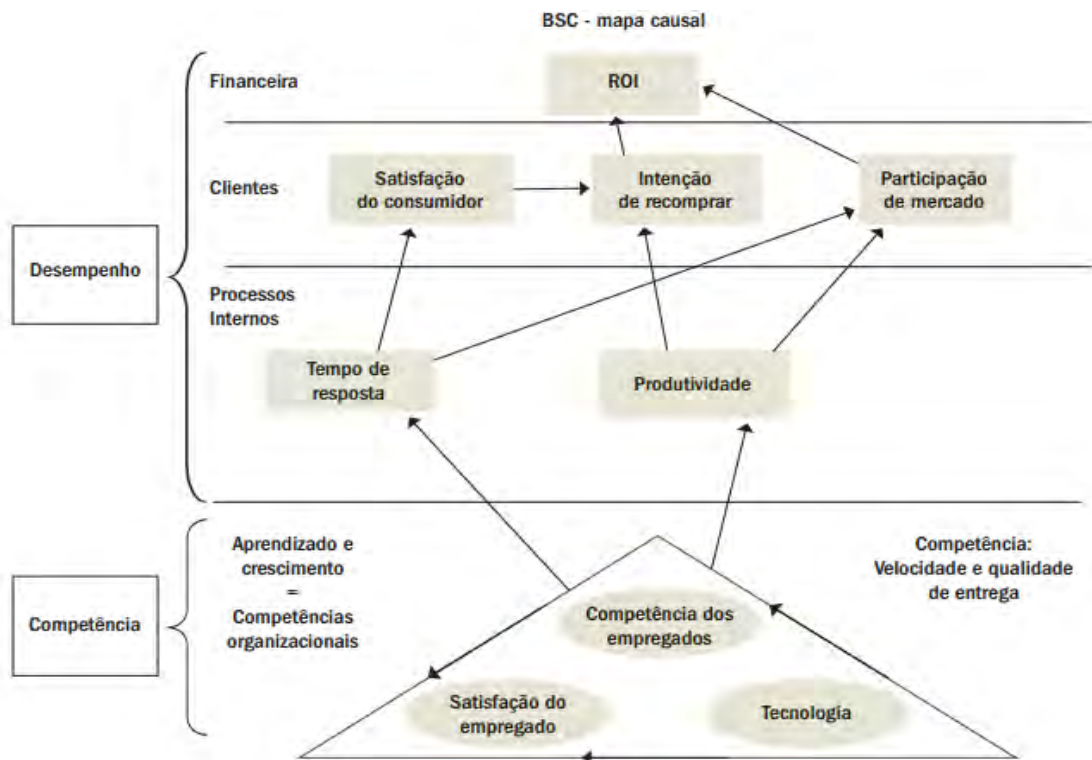 BSC - mapa causal
Financeira
ROI
Clientes
Satisfação
do consumidor
Intenção
de recomprar
Participação
de mercado
Desempenho
Processos
Internos
Tempo de
resposta
Produtividade
Aprendizado e
crescimento
=
Competências
organizacionais
Competência:
Velocidade e qualidade
de entrega
Competência
Competência dos
empregados
Satisfação do
empregado
Tecnologia